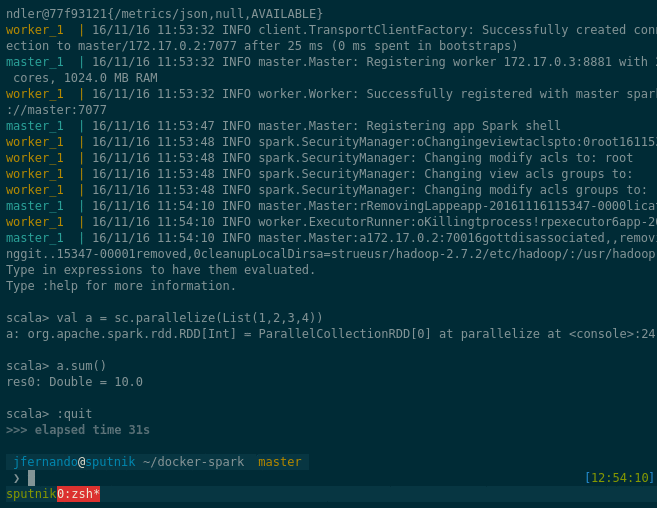 ndler@77f93121{/metrics/json,null,AVAILABLE}
worker_1  | 16/11/16 11:53:32 INFO client.TransportClientFactory: Successfully created conn
ection to master/172.17.0.2:7077 after 25 ms (0 ms spent in bootstraps)
master_1  | 16/11/16 11:53:32 INFO master.Master: Registering worker 172.17.0.3:8881 with
 cores, 1024.0 MB RAM
worker_1  | 16/11/16 11:53:32 INFO worker.Worker: Successfully registered with master spark
://master:7077
master_1  | 16/11/16 11:53:47 INFO master.Master: Registering app Spark shell
worker_1  | 16/11/16 11:53:48 INFO spark.SecurityManager:oChangingeviewtaclspto:0root161153
worker_1  | 16/11/16 11:53:48 INFO spark.SecurityManager: Changing modify acls to: root
worker_1  | 16/11/16 11:53:48 INFO spark.SecurityManager: Changing view acls groups to:
worker_1  | 16/11/16 11:53:48 INFO spark.SecurityManager: Changing modify acls groups to:
master_1  | 16/11/16 11:54:10 INFO master.Master:rRemovingLappeapp-20161116115347-0000licat
worker_1  | 16/11/16 11:54:10 INFO worker.ExecutorRunner:oKillingtprocess!rpexecutor6app-20
master_1  | 16/11/16 11:54:10 INFO master.Master:a172.17.0.2:70016gottdisassociated,,remov
nggit..15347-00001removed,0cleanupLocalDirsa=strueusr/hadoop-2.7.2/etc/hadoop/:/usr/hadoop
Type in expressions to have them evaluated.
Type :help for more information.
scala> val a = sc.parallelize(List(1,2,3,4))
a: org.apache.spark.rdd.RDD[Int] = ParallelCollectionRDD[0] at parallelize at <console>:24
scala> a.sum()
res0: Double = 10.0
scala> :quit
>>> elapsed time 31s
jfernando@sputnik ~/docker-spark  master
❯ [12:54:10]
sputnik 0:zsh*